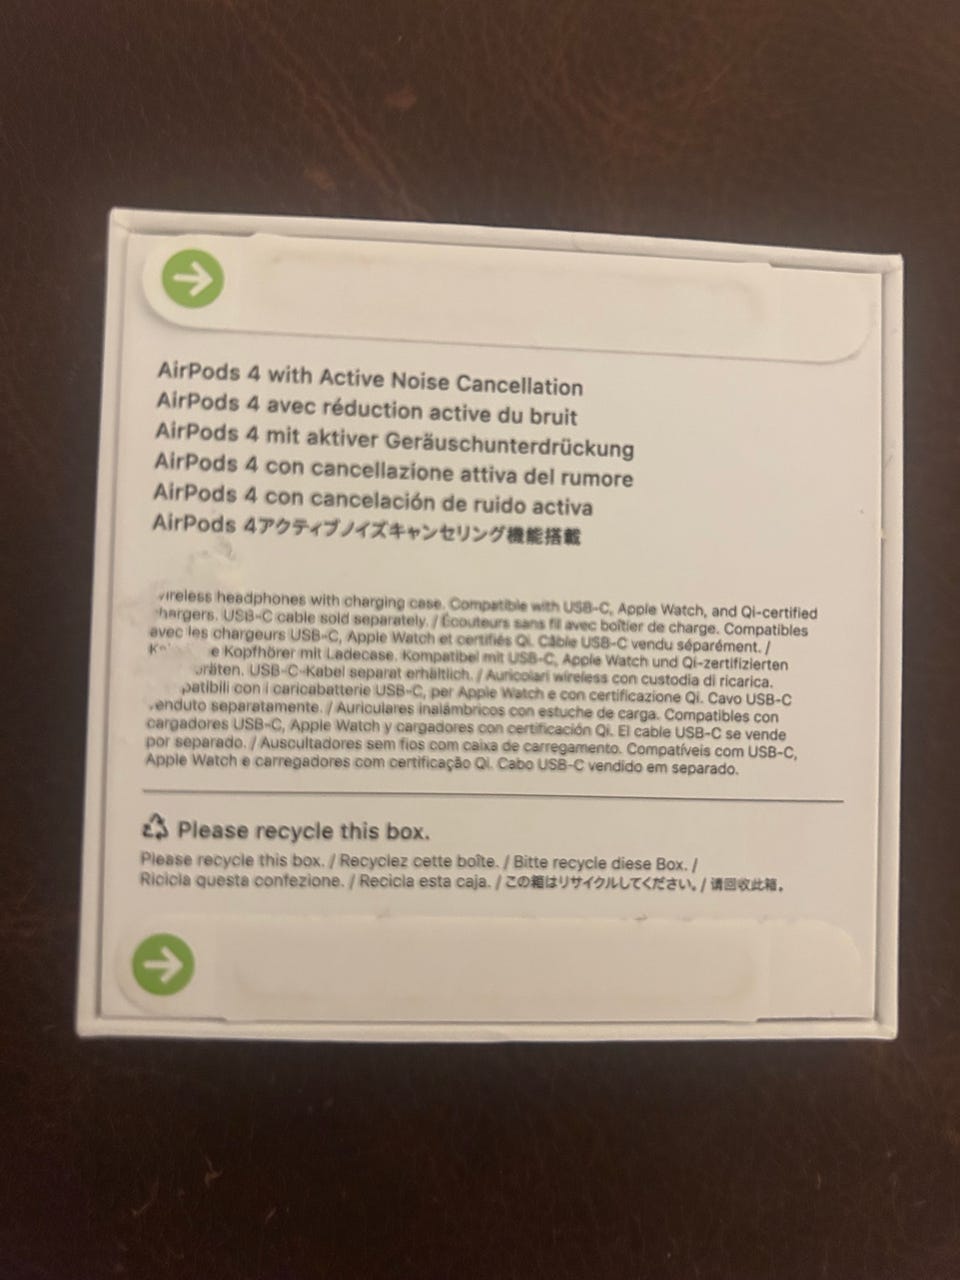 AirPods 4 with Active Noise Cancellation
AirPods 4 avec réduction active du bruit
AirPods 4 mit aktiver Geräuschunterdrückung
AirPods 4 con cancellazione attiva del rumore
AirPods 4 con cancelación de ruido activa
AirPods 4アクティブノイズキャンセリング機能搭載
ireless headphones with charging case. Compatible with USB-C, Apple Watch, and Qi-certified
hargers. USB-C cable sold separately. / Écouteurs sans fil avec boîtier de charge. Compatibles
avec les chargeurs USB-C, Apple Watch et certifiés Qi. Câble USB-C vendu séparément. /
K e Kopfhörer mit Ladecase. Kompatibel mit USB-C, Apple Watch und Qi-zertifizierten
räten. USB-C-Kabel separat erhältlich. / Auricolari wireless con custodia di ricarica.
patibili con i caricabatterie USB-C, per Apple Watch e con certificazione Qi. Cavo USB-C
enduto separatamente. / Auriculares inalámbricos con estuche de carga. Compatibles con
cargadores USB-C, Apple Watch y cargadores con certificación Qi. El cable USB-C se vende
por separado. / Auscultadores sem fios com caixa de carregamento. Compatíveis com USB-C,
Apple Watch e carregadores com certificação Qi. Cabo USB-C vendido em separado.
Please recycle this box.
Please recycle this box. / Recyclez cette boîte. / Bitte recycle diese Box. /
Ricicla questa confezione. / Recicla esta caja. / この箱はリサイクルしてください。/ 请回收此箱。